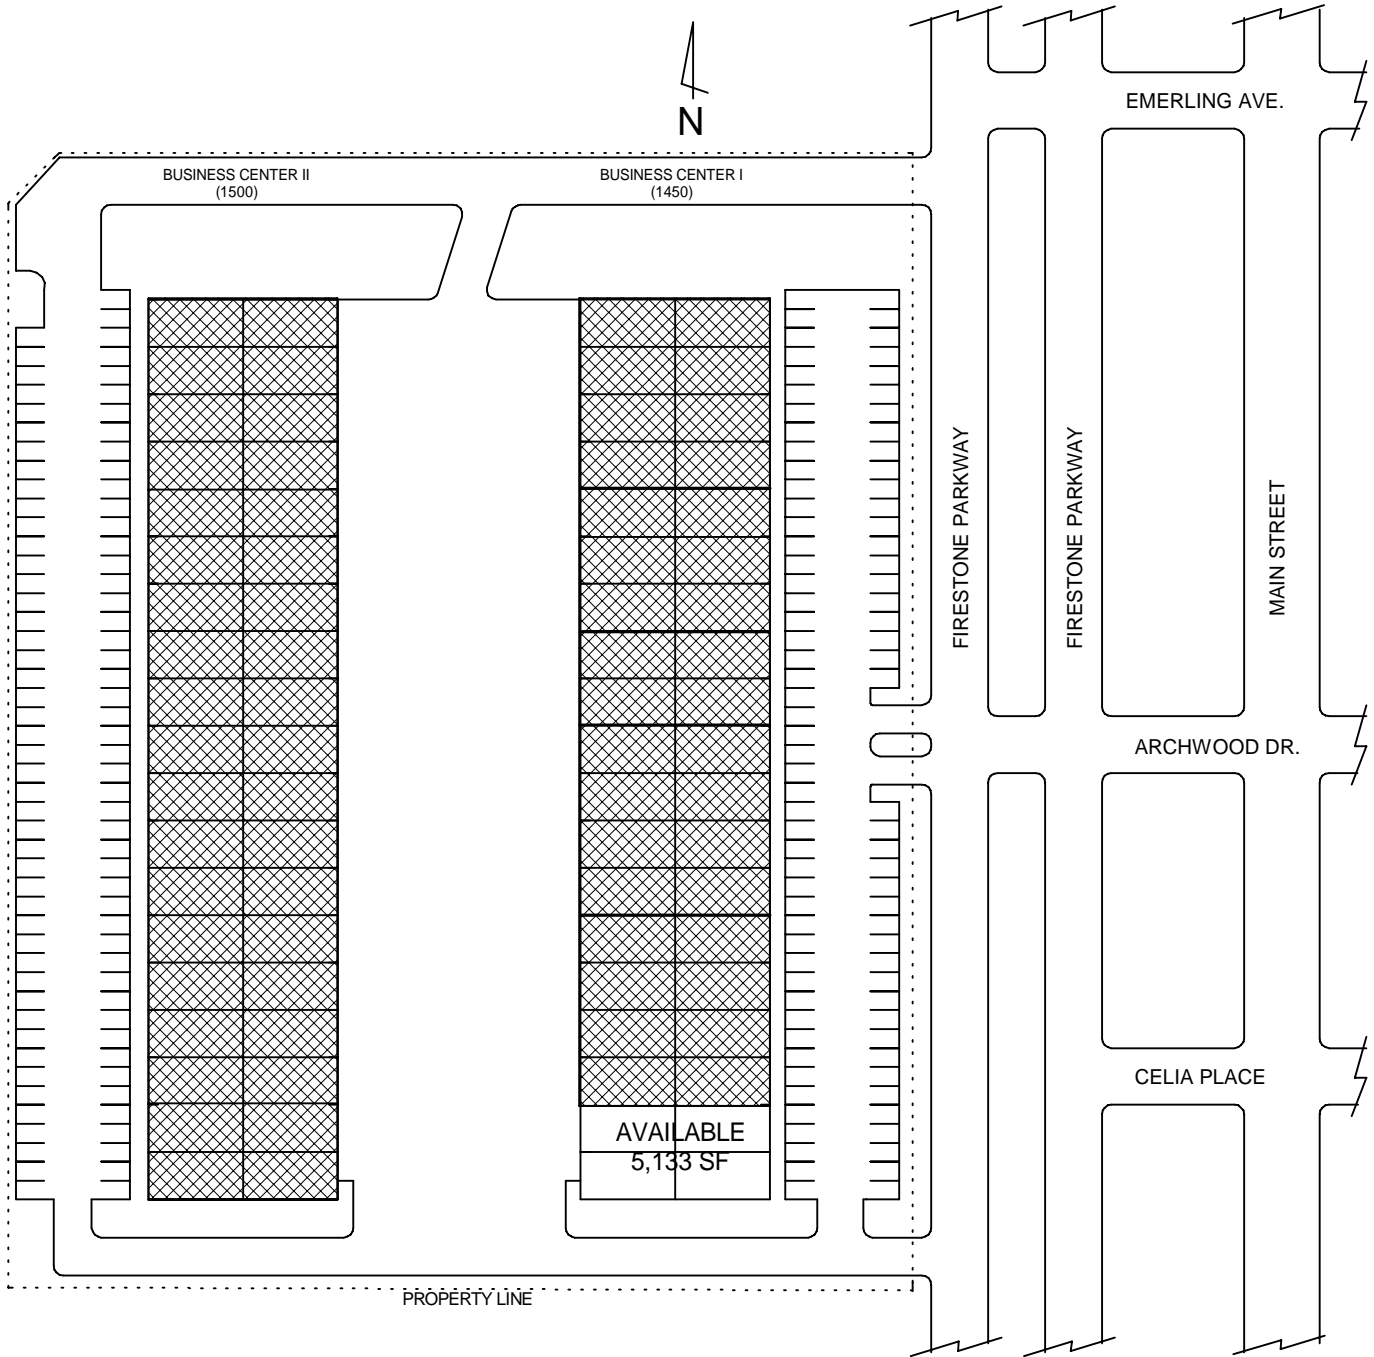 N
EMERLING AVE.
BUSINESS CENTER II
(1500)
BUSINESS CENTER I
(1450)
FIRESTONE PARKWAY
FIRESTONE PARKWAY
MAIN STREET
ARCHWOOD DR.
CELIA PLACE
AVAILABLE
5,133 SF
PROPERTY LINE